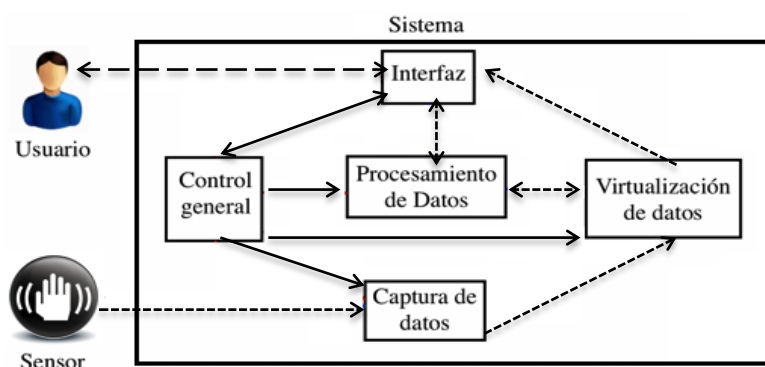 Sistema
Interfaz
Usuario
Control
general
Procesamiento
de Datos
Virtualización
de datos
Captura de
datos
Sensor